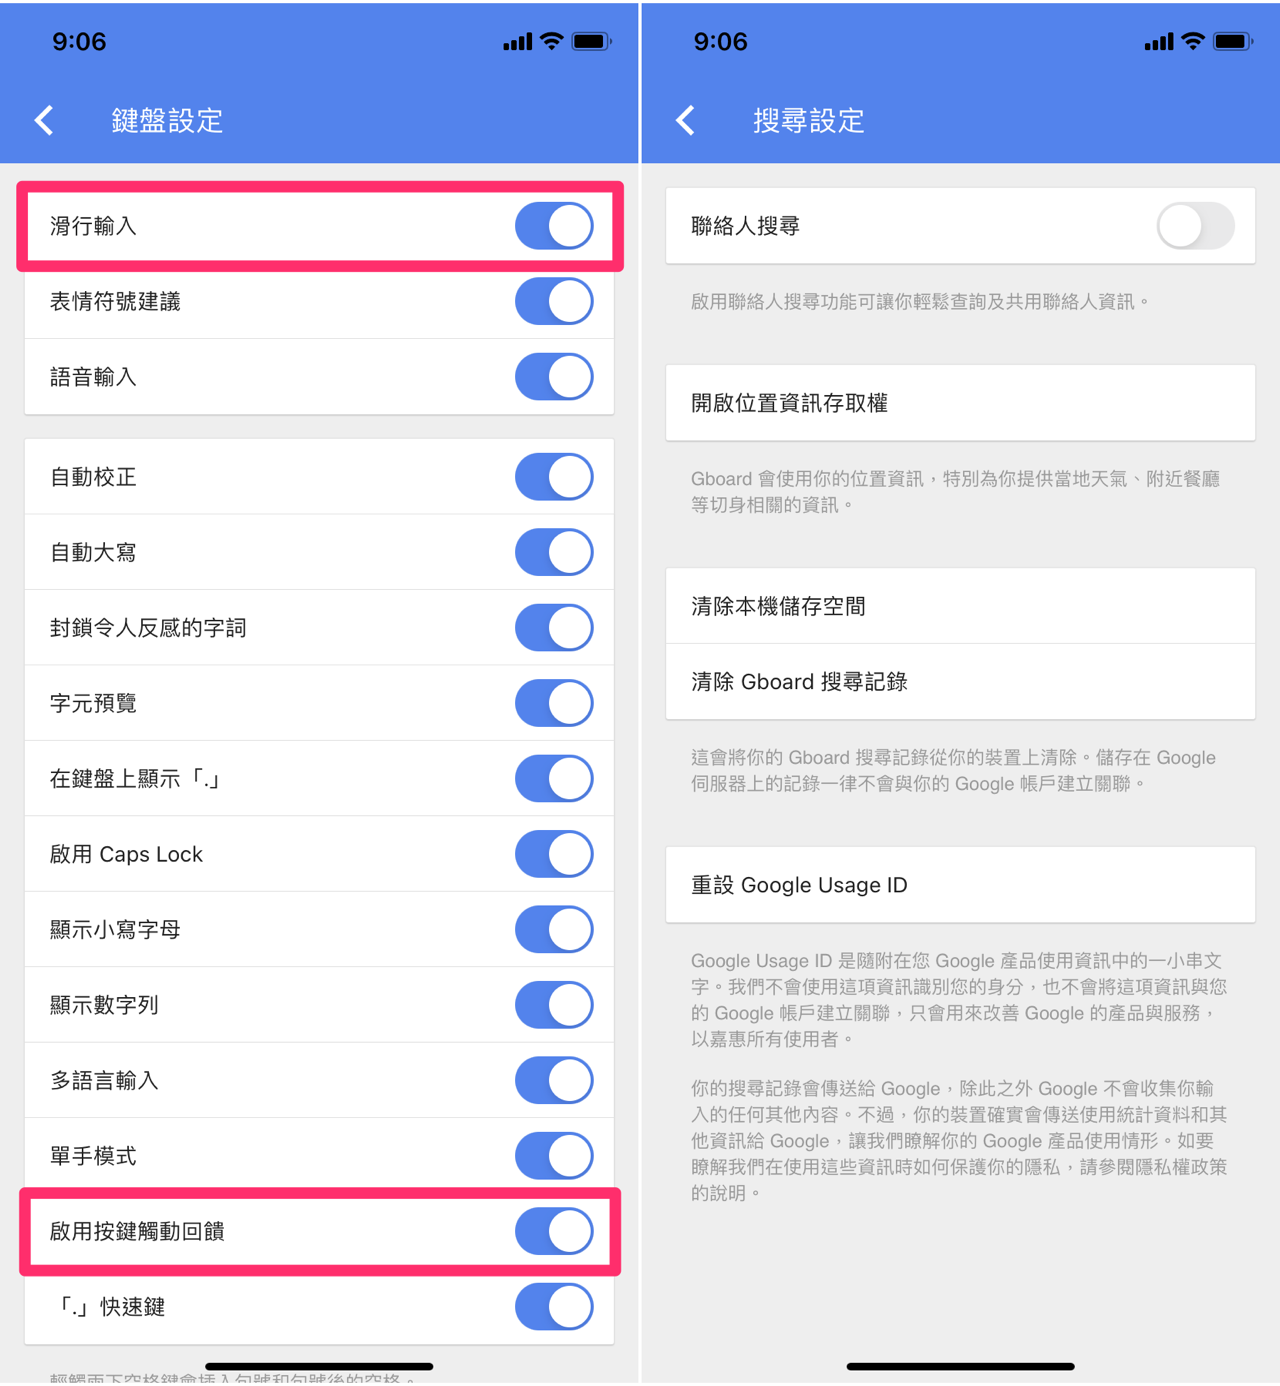 9:06
鍵盤設定
滑行輸入
表情符號建議
語音輸入
自動校正
自動大寫
封鎖令人反感的字詞
字元預覽
在鍵盤上顯示「.」
啟用 Caps Lock
顯示小寫字母
顯示數字列
多語言輸入
單手模式
啟用按鍵觸動回饋
「.」快速鍵
輕觸兩下空格鍵會插入句號和句號後的空格。
9:06
搜尋設定
聯絡人搜尋
啟用聯絡人搜尋功能可讓你輕鬆查詢及共用聯絡人資訊。
開啟位置資訊存取權
Gboard 會使用你的位置資訊，特別為你提供當地天氣、附近餐廳
等切身相關的資訊。
清除本機儲存空間
清除 Gboard 搜尋記錄
這會將你的 Gboard 搜尋記錄從你的裝置上清除。儲存在 Google
伺服器上的記錄一律不會與你的 Google 帳戶建立關聯。
重設 Google Usage ID
Google Usage ID 是隨附在您 Google 產品使用資訊中的一小串文
字。我們不會使用這項資訊識別您的身分，也不會將這項資訊與您
的 Google 帳戶建立關聯，只會用來改善 Google 的產品與服務，
以嘉惠所有使用者。
你的搜尋記錄會傳送給 Google，除此之外 Google 不會收集你輸
入的任何其他內容。不過，你的裝置確實會傳送使用統計資料和其
他資訊給 Google，讓我們瞭解你的 Google 產品使用情形。如要
瞭解我們在使用這些資訊時如何保護你的隱私，請參閱隱私權政策
的說明。